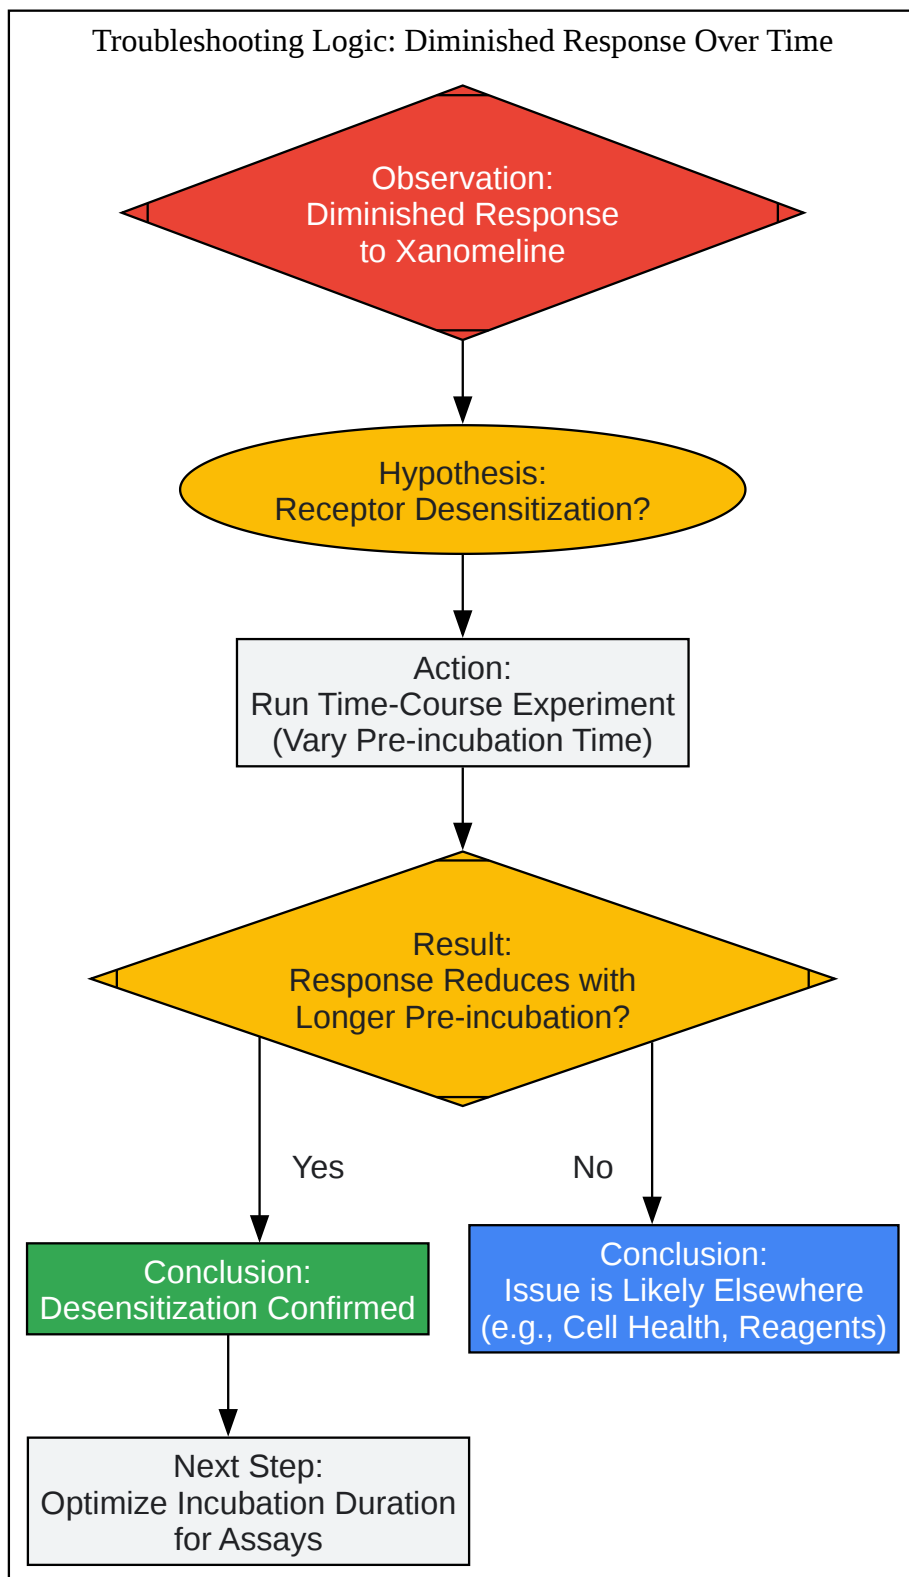 Troubleshooting Logic: Diminished Response Over Time
Observation:
Diminished Response
to Xanomeline
Hypothesis:
Receptor Desensitization?
Action:
Run Time-Course Experiment
(Vary Pre-incubation Time)
Result:
Response Reduces with
Longer Pre-incubation?
Yes
No
Conclusion:
Desensitization Confirmed
Conclusion:
Issue is Likely Elsewhere
(e.g., Cell Health, Reagents)
Next Step:
Optimize Incubation Duration
for Assays